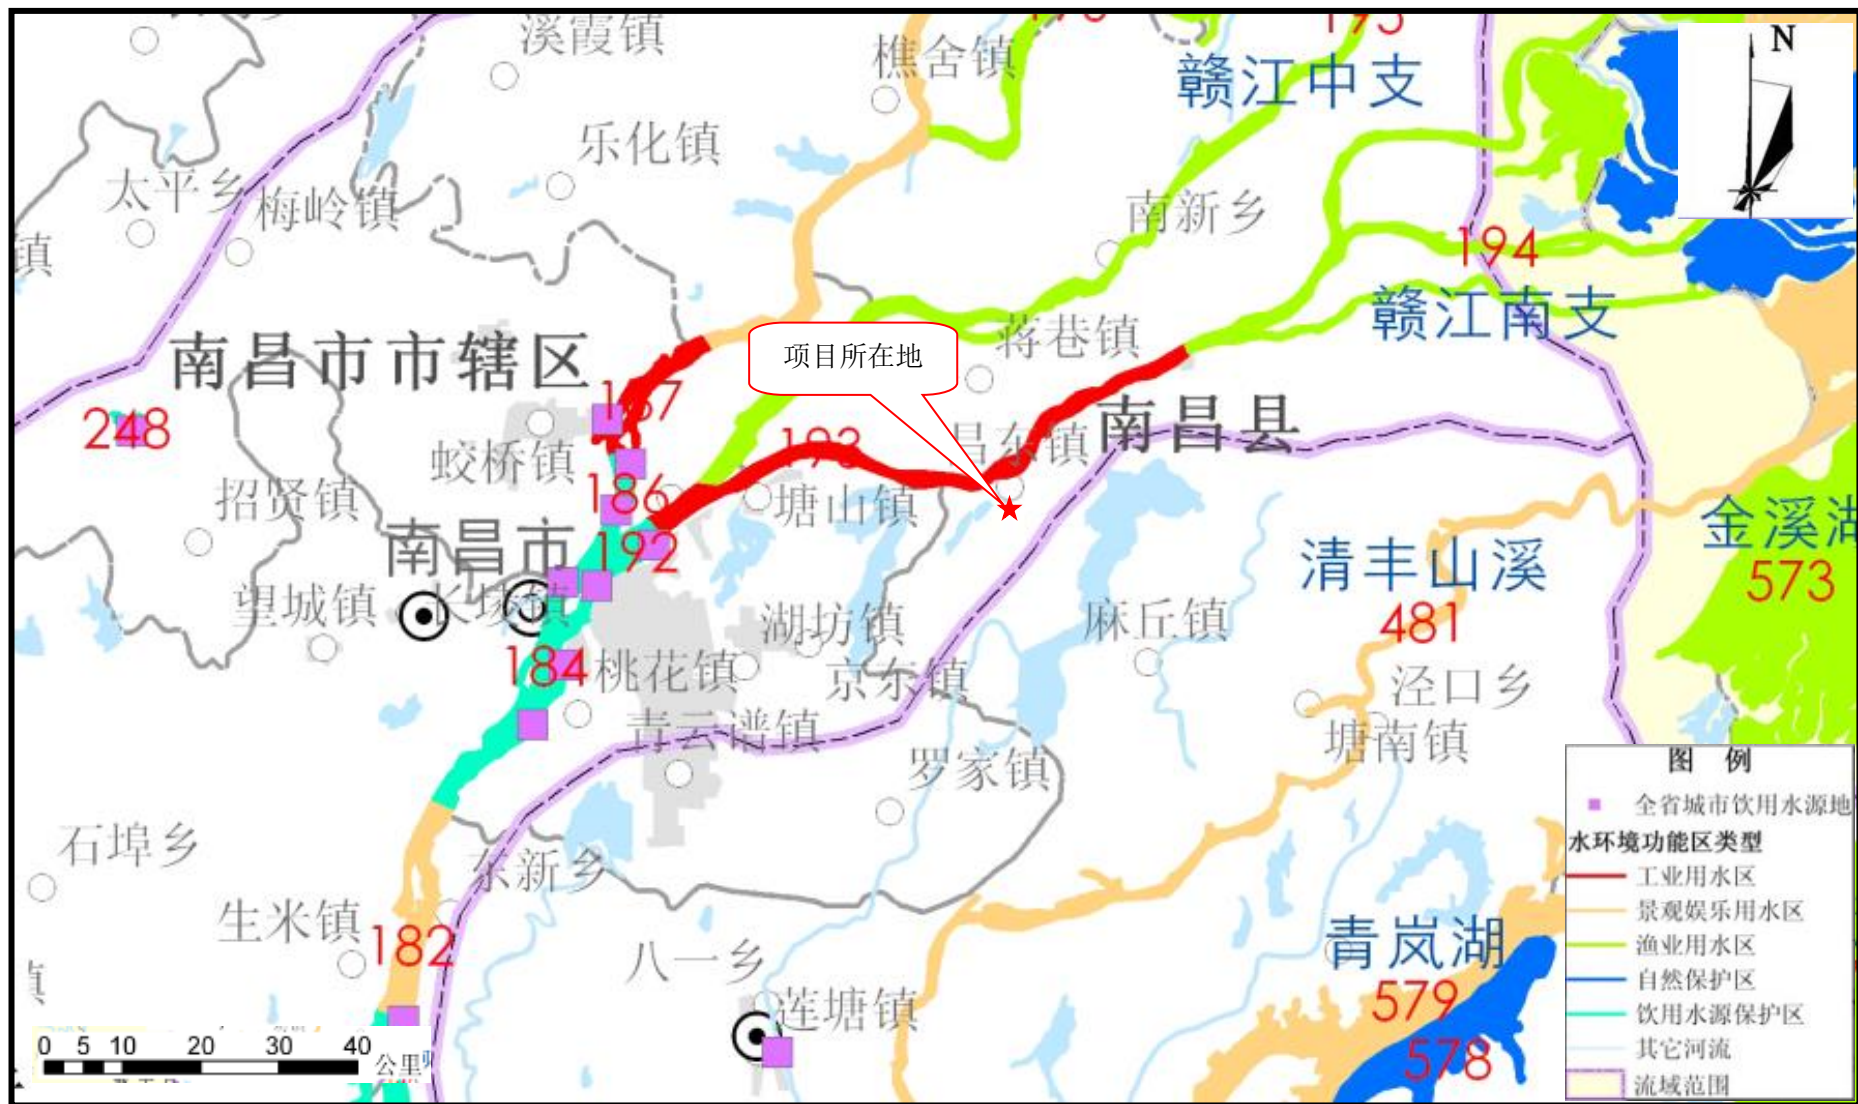 溪霞镇
樵舍镇
195
赣江中支
N
乐化镇
太平乡
梅岭镇
南新乡
镇
194
赣江南支
南昌市市辖区
项目所在地
蒋巷镇
187
248
193
昌东镇
南昌县
蛟桥镇
招贤镇
186
塘山镇
南昌市
192
清丰山溪
金溪湖
573
望城镇
长堎镇
湖坊镇
麻丘镇
481
184
桃花镇
京东镇
泾口乡
青云谱镇
塘南镇
罗家镇
石埠乡
东新乡
生米镇
182
八一乡
青岚湖
579
莲塘镇
578
0 5 10 20 30 40
公里
图 例
全省城市饮用水源地
水环境功能区类型
工业用水区
景观娱乐用水区
渔业用水区
自然保护区
饮用水源保护区
其它河流
流域范围